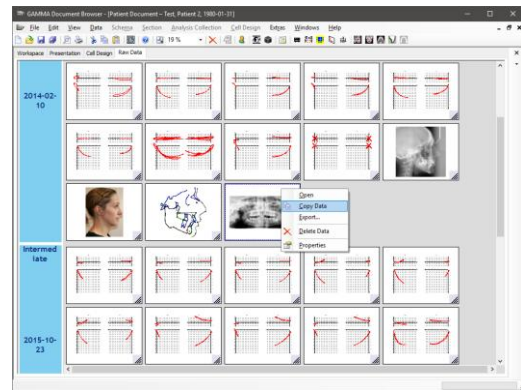 GAMMA Document Browser - [Patient Document - Test, Patient 2, 1980-01-31]
File Edit View Data Scheme Section Analysis Collection Cell Design Extras Windows Help
19 %
Workspace Presentation Cell Design Raw Data
2014-02-
10
Open
Copy Data
Export...
Delete Data
Properties
Intermed
iate
2015-10-
23